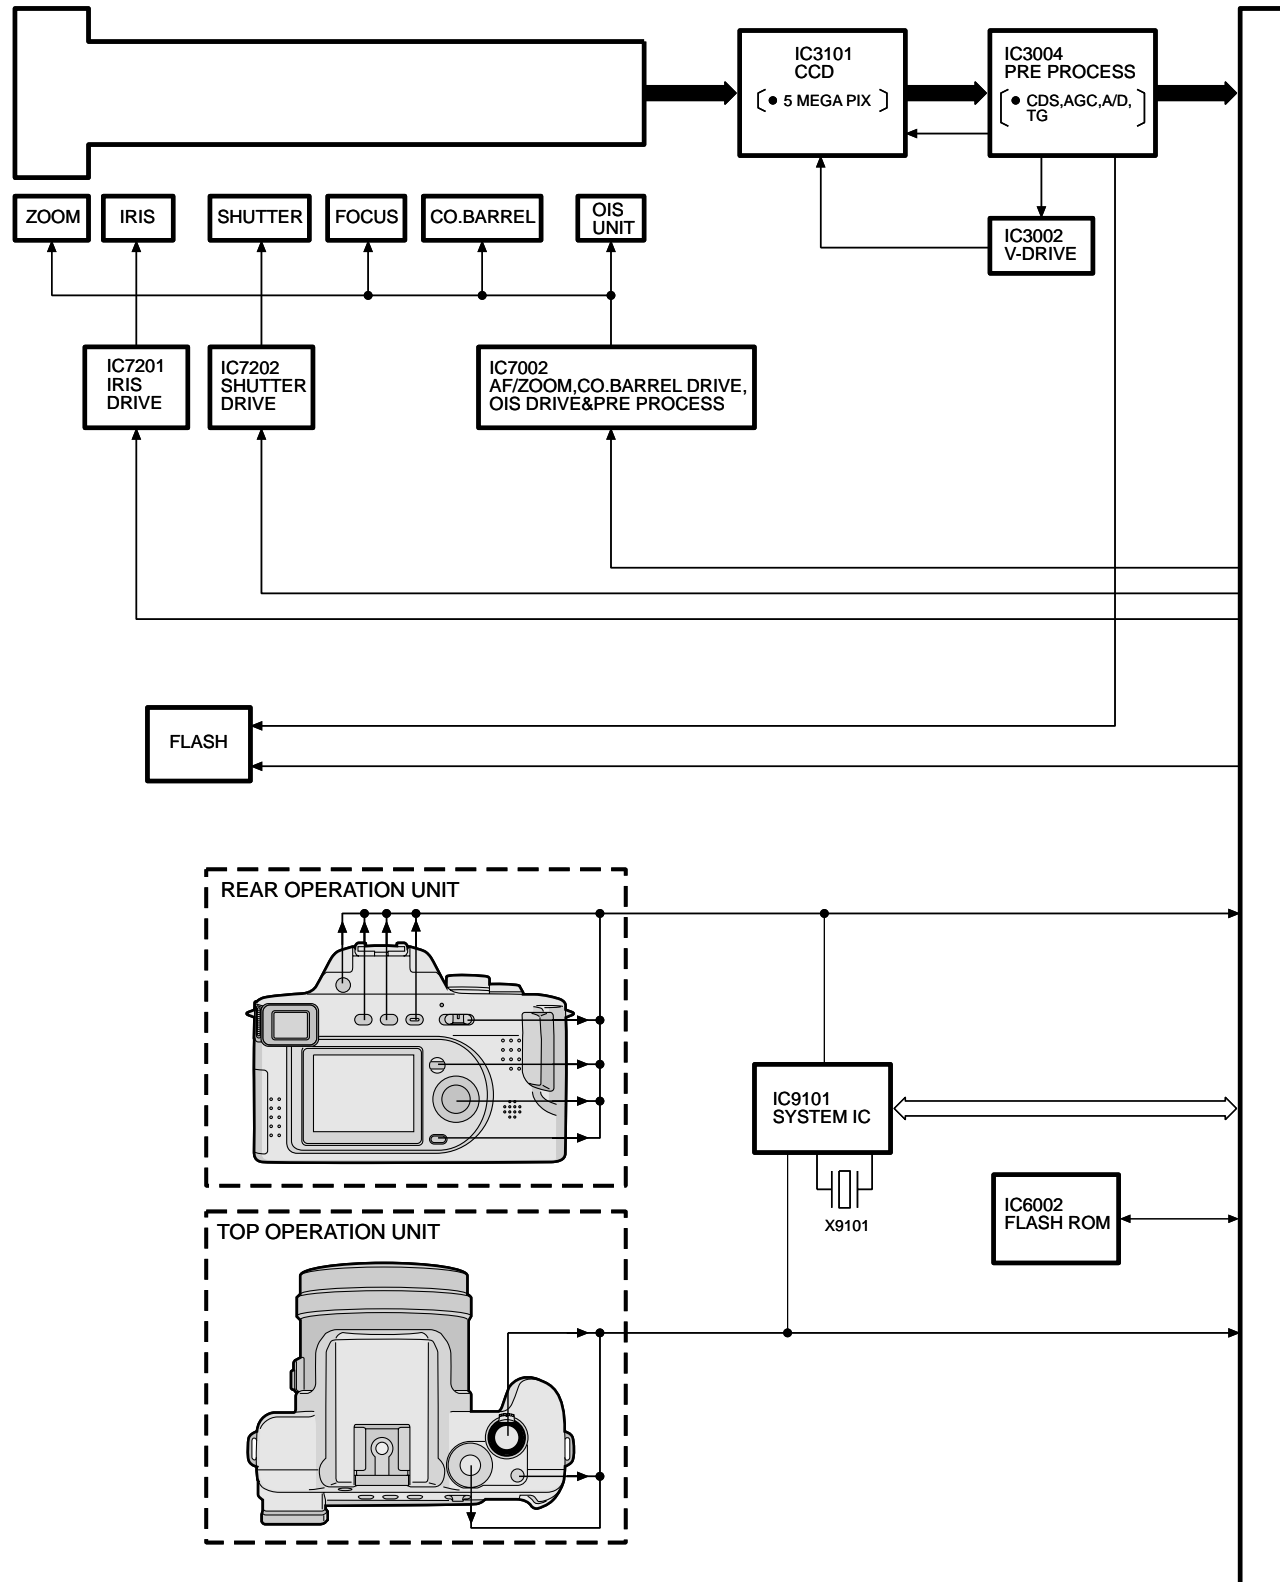 IC3101
CCD
● 5 MEGA PIX
IC3004
PRE PROCESS
● CDS,AGC,A/D,
TG
ZOOM
IRIS
SHUTTER
FOCUS
CO.BARREL
OIS
UNIT
IC3002
V-DRIVE
IC7201
IRIS
DRIVE
IC7202
SHUTTER
DRIVE
IC7002
AF/ZOOM,CO.BARREL DRIVE,
OIS DRIVE&PRE PROCESS
FLASH
REAR OPERATION UNIT
IC9101
SYSTEM IC
X9101
IC6002
FLASH ROM
TOP OPERATION UNIT